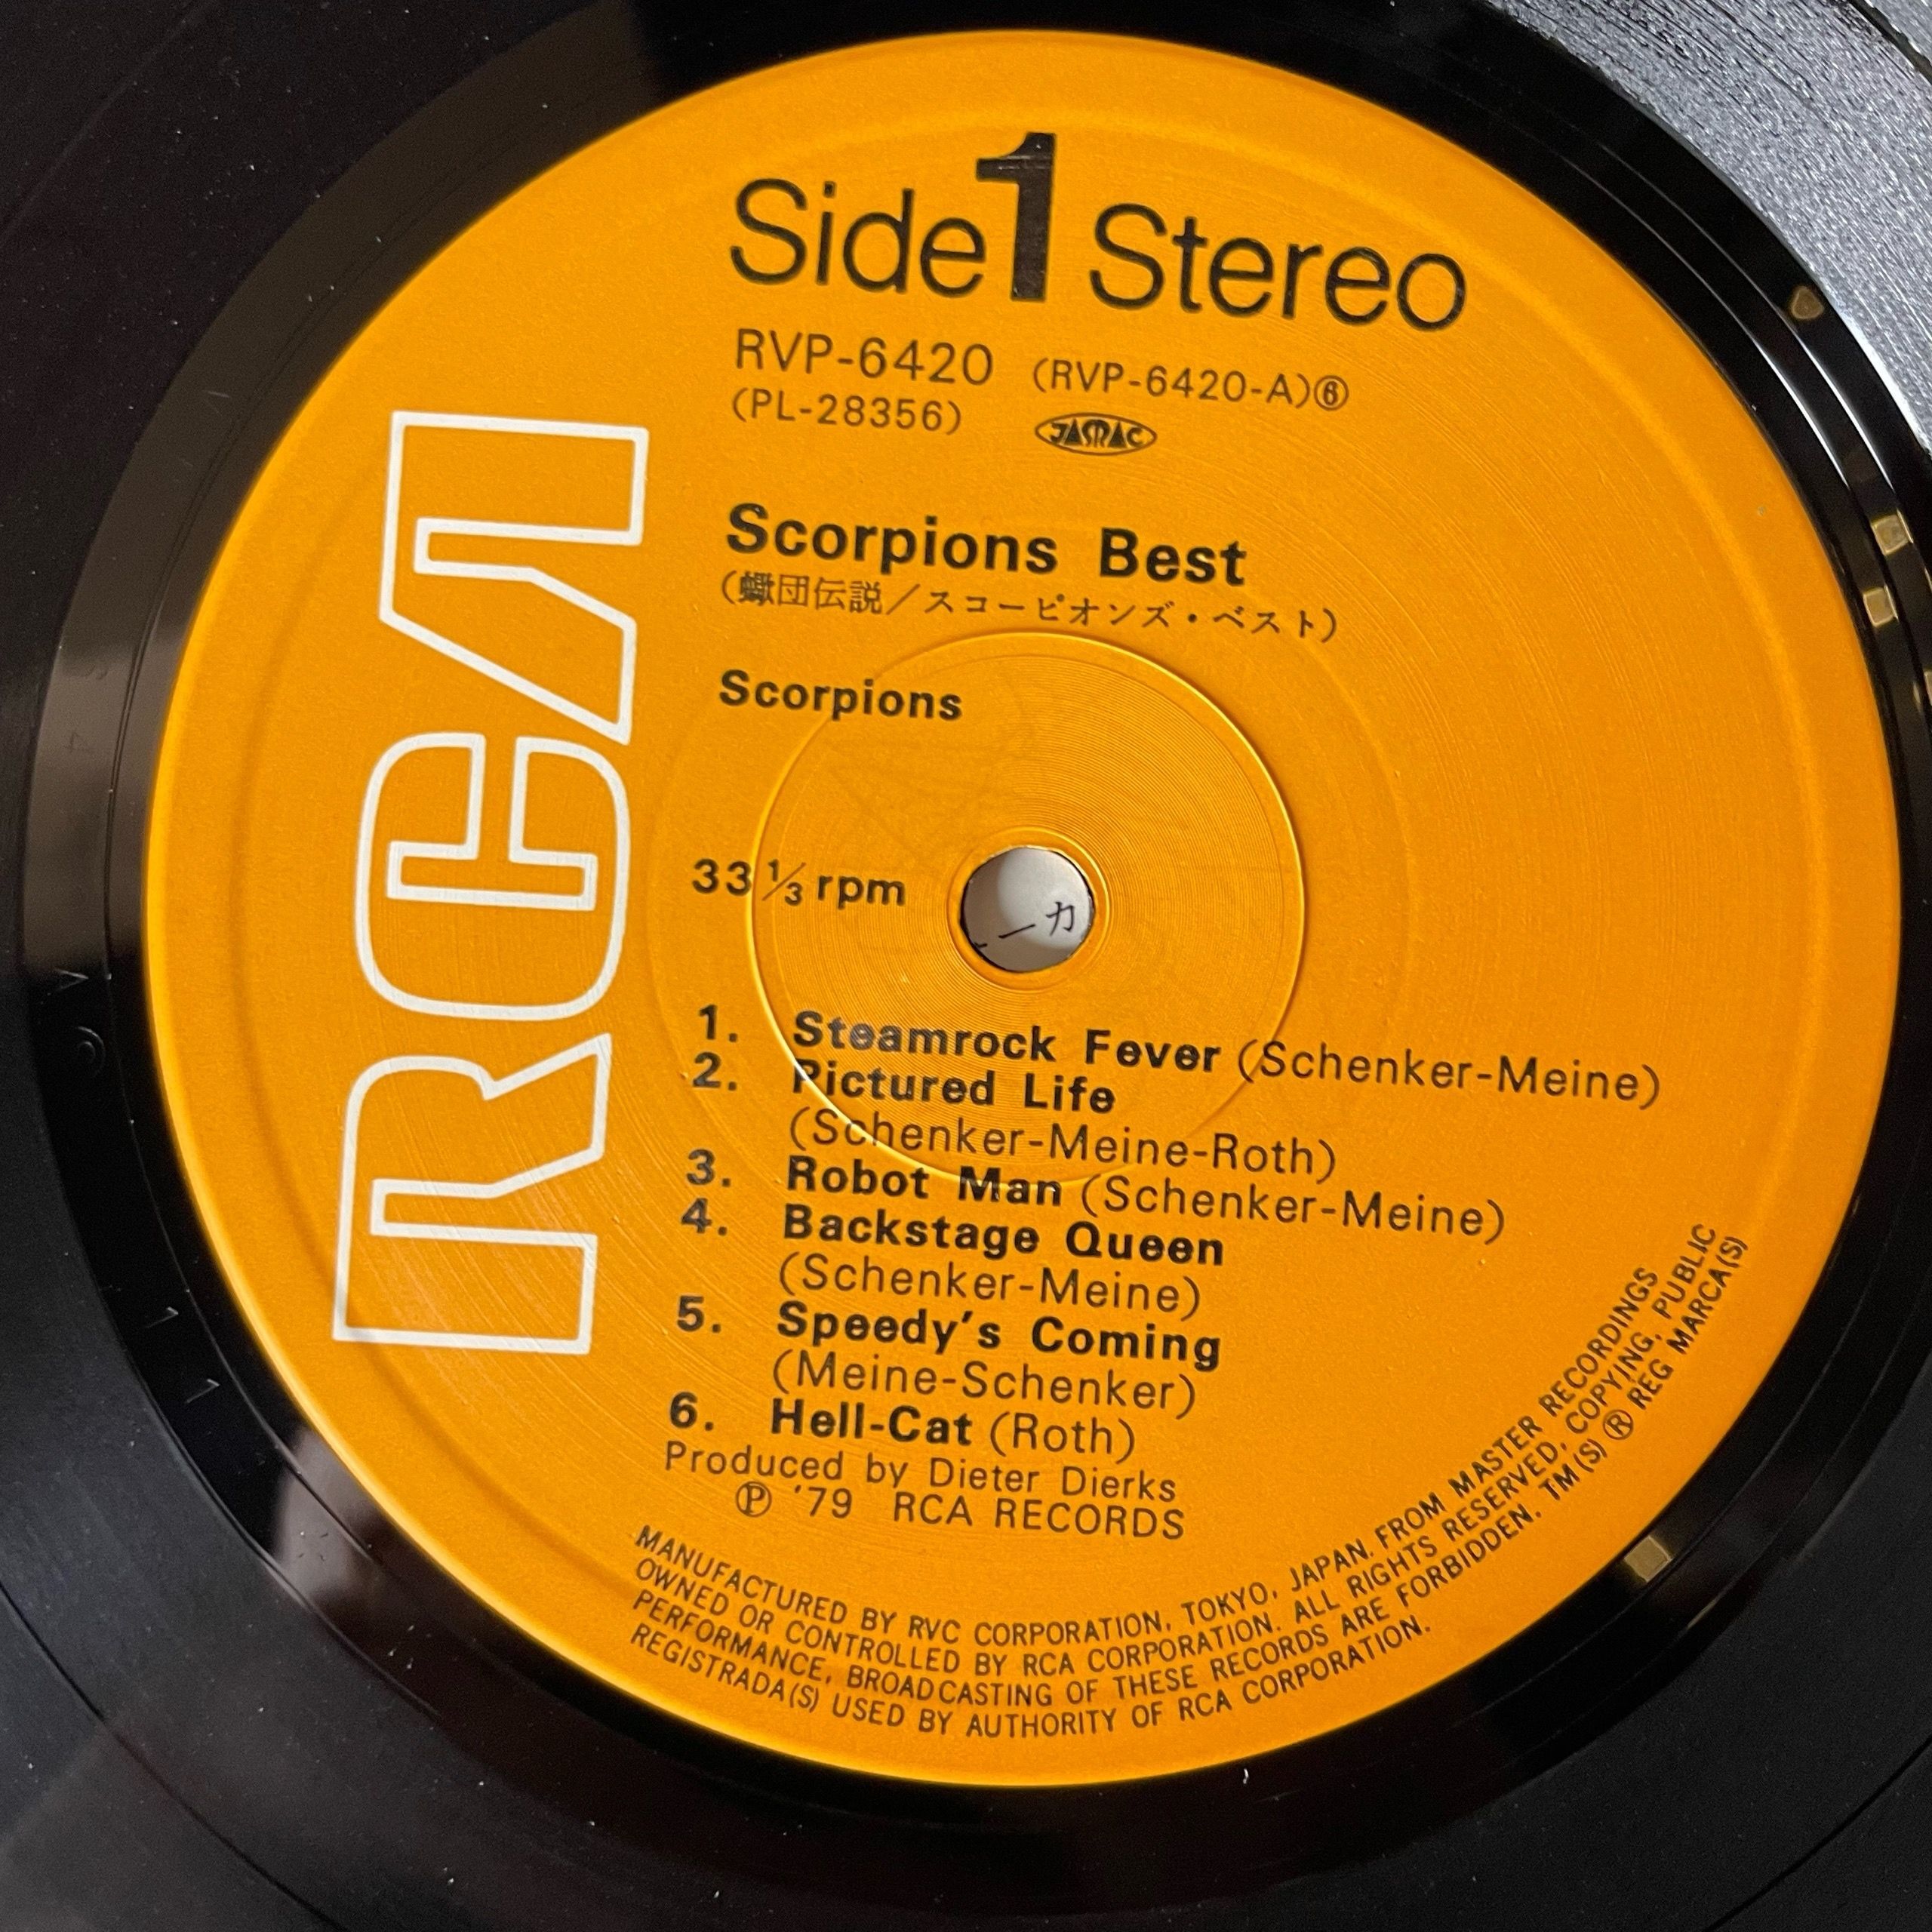 Side 1 Stereo
RVP-6420 (RVP-6420-A)⑥
(PL-28356) JASRAC
Scorpions Best
(蠍団伝説/スコーピオンズ・ベスト)
Scorpions
RCA
33 1/3 rpm
ーカ
1. Steamrock Fever (Schenker-Meine)
2. Pictured Life
(Schenker-Meine-Roth)
3. Robot Man (Schenker-Meine)
4. Backstage Queen
(Schenker-Meine)
5. Speedy's Coming
(Meine-Schenker)
6. Hell-Cat (Roth)
Produced by Dieter Dierks
Ⓟ '79 RCA RECORDS
MANUFACTURED BY RVC CORPORATION, TOKYO, JAPAN. FROM MASTER RECORDINGS
OWNED OR CONTROLLED BY RCA CORPORATION. ALL RIGHTS RESERVED, COPYING, PUBLIC
PERFORMANCE, BROADCASTING OF THESE RECORDS ARE FORBIDDEN. TM(S) ® REG MARCA(S)
REGISTRADA(S) USED BY AUTHORITY OF RCA CORPORATION.